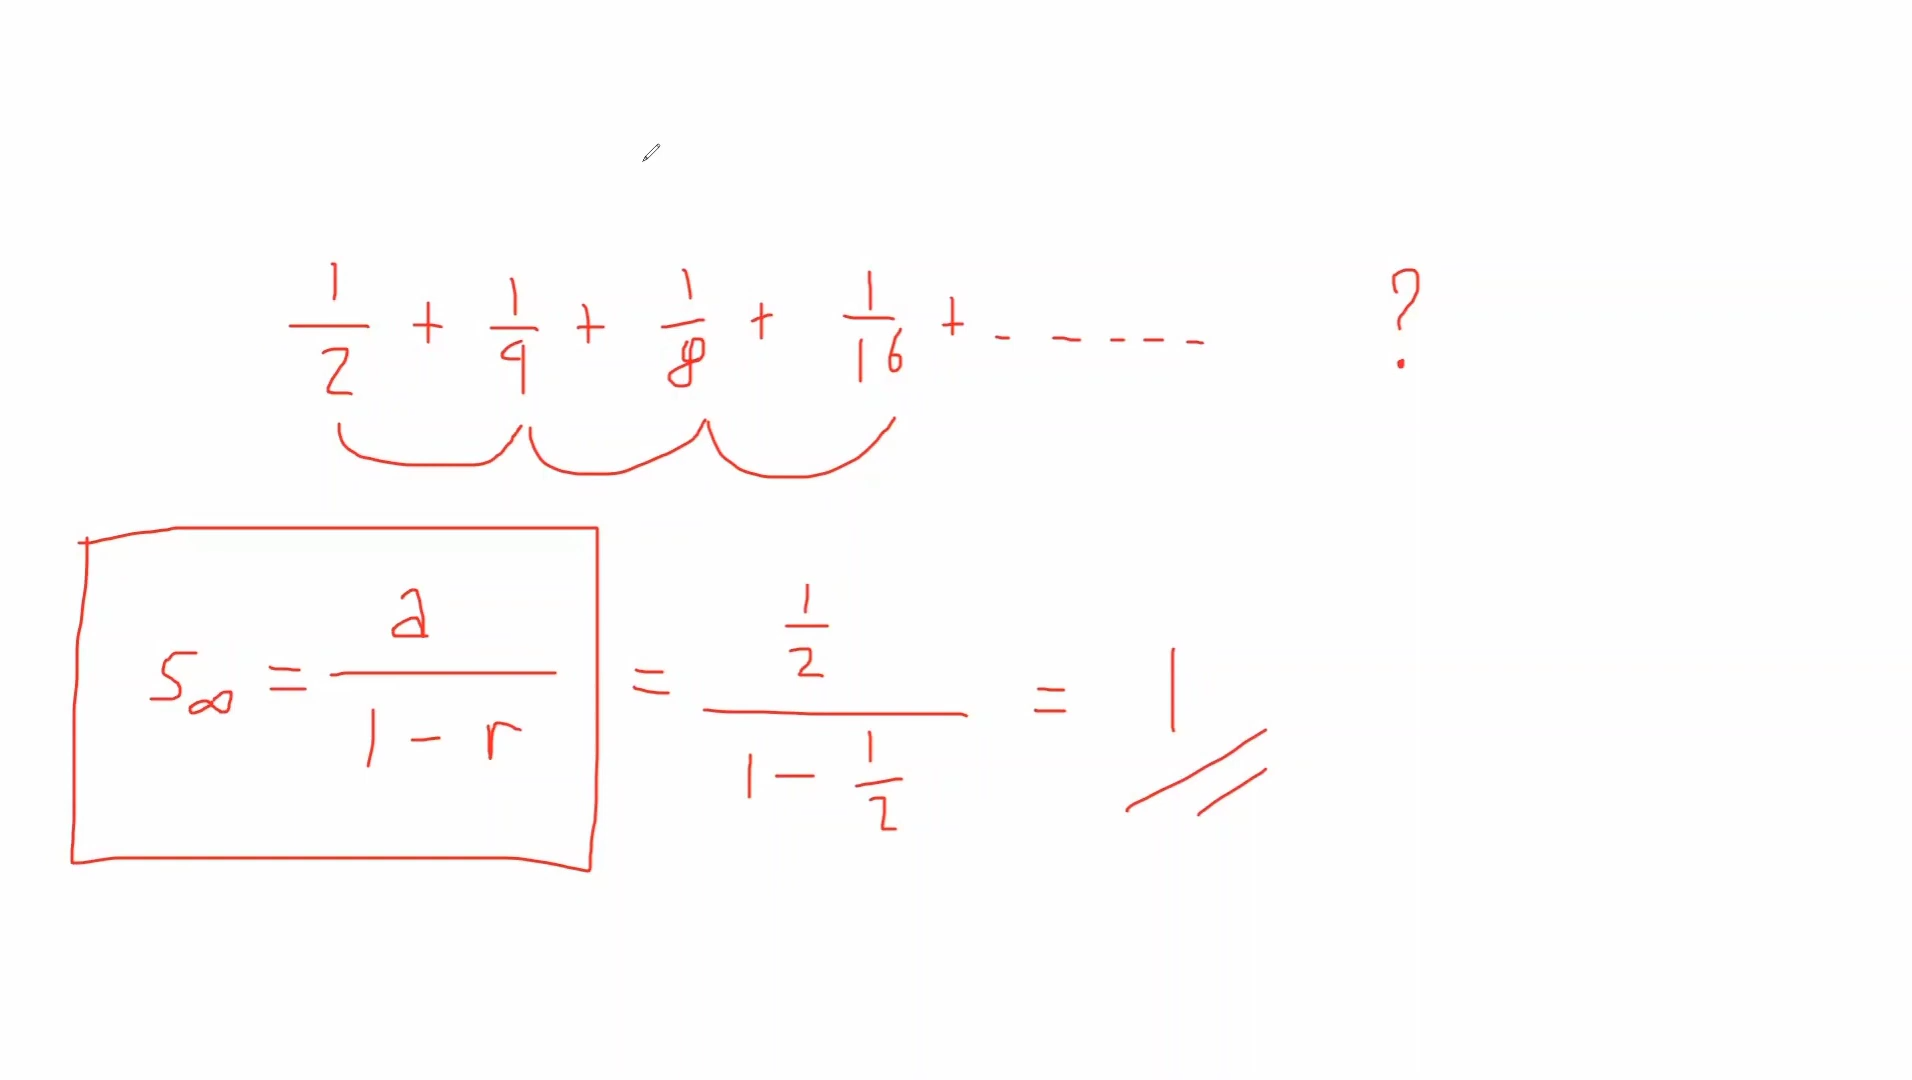 1/2 + 1/4 + 1/8 + 1/16 + - - - - - ?
S∞ = a/(1 - r) = (1/2)/(1 - 1/2) = 1